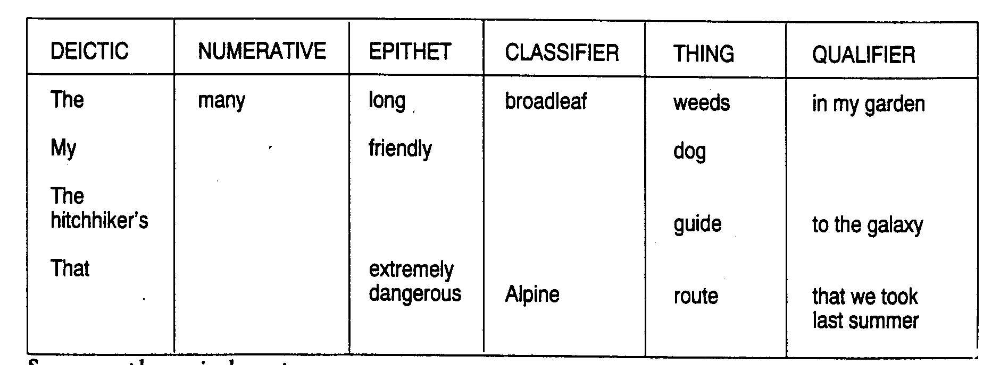 DEICTIC NUMERATIVE EPITHET CLASSIFIER THING QUALIFIER
The many long broadleaf weeds in my garden
My friendly dog
The
hitchhiker's guide to the galaxy
That extremely
dangerous Alpine route that we took
last summer